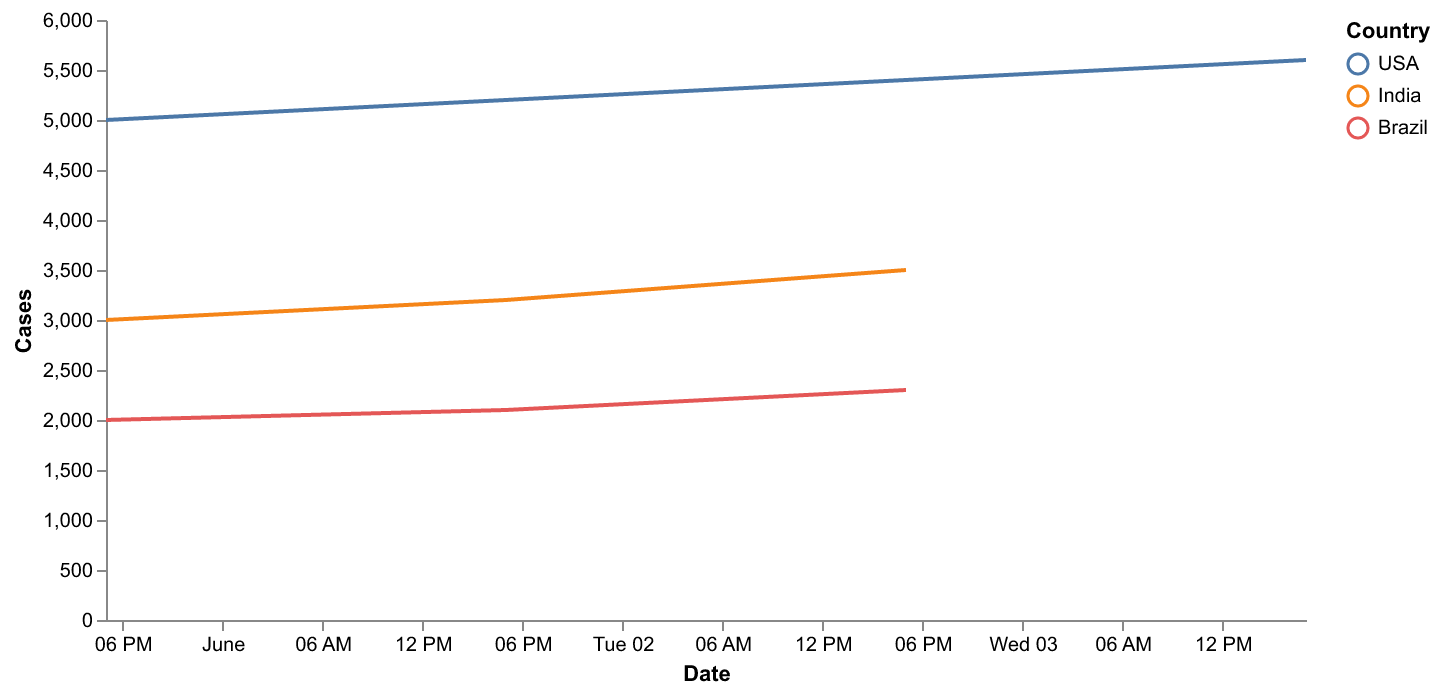 6,000
5,500
5,000
4,500
4,000
3,500
3,000
2,500
2,000
1,500
1,000
500
0
Cases
06 PM June 06 AM 12 PM 06 PM Tue 02 06 AM 12 PM 06 PM Wed 03 06 AM 12 PM
Date
Country
USA
India
Brazil